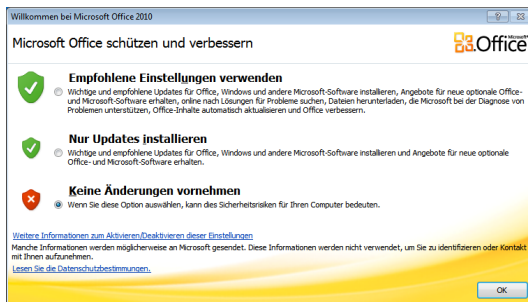 Willkommen bei Microsoft Office 2010
Microsoft Office schützen und verbessern
Microsoft
Office
Empfohlene Einstellungen verwenden
Wichtige und empfohlene Updates für Office, Windows und andere Microsoft-Software installieren, Angebote für neue optionale Office-
und Microsoft-Software erhalten, online nach Lösungen für Probleme suchen, Dateien herunterladen, die Microsoft bei der Diagnose von
Problemen unterstützen, Office-Inhalte automatisch aktualisieren und Office verbessern.
Nur Updates installieren
Wichtige und empfohlene Updates für Office, Windows und andere Microsoft-Software installieren und Angebote für neue optionale
Office- und Microsoft-Software erhalten.
Keine Änderungen vornehmen
Wenn Sie diese Option auswählen, kann dies Sicherheitsrisiken für Ihren Computer bedeuten.
Weitere Informationen zum Aktivieren/Deaktivieren dieser Einstellungen
Manche Informationen werden möglicherweise an Microsoft gesendet. Diese Informationen werden nicht verwendet, um Sie zu identifizieren oder Kontakt
mit Ihnen aufzunehmen.
Lesen Sie die Datenschutzbestimmungen.
OK